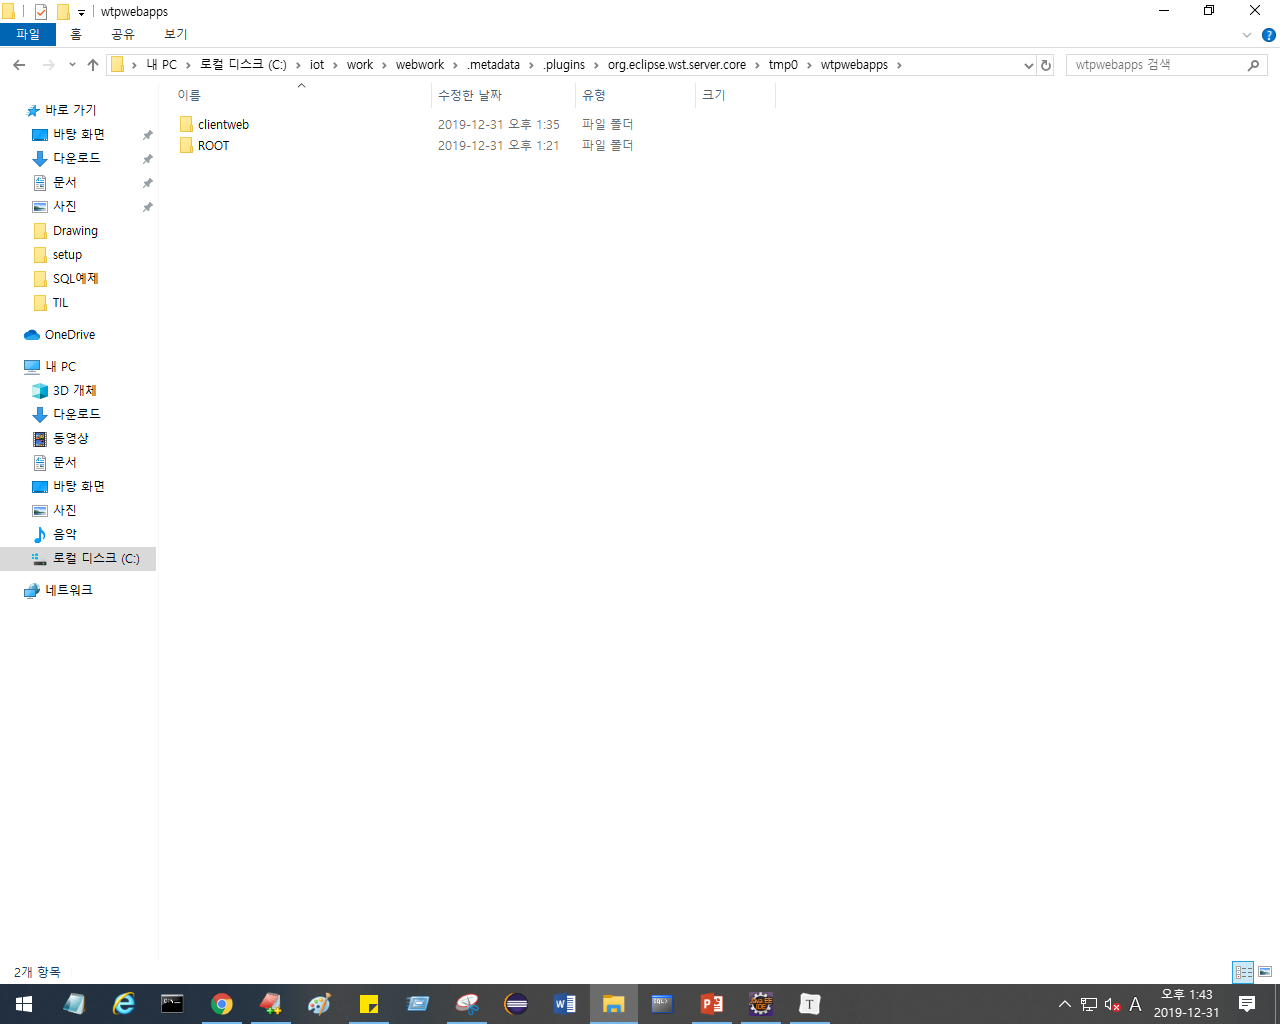 wtpwebapps
파일 홈 공유 보기
내 PC 로컬 디스크 (C:) iot work webwork .metadata .plugins org.eclipse.wst.server.core tmp0 wtpwebapps
wtpwebapps 검색
이름 수정한 날짜 유형 크기
clientweb 2019-12-31 오후 1:35 파일 폴더
ROOT 2019-12-31 오후 1:21 파일 폴더
바로 가기
바탕 화면
다운로드
문서
사진
Drawing
setup
SQL예제
TIL
OneDrive
내 PC
3D 개체
다운로드
동영상
문서
바탕 화면
사진
음악
로컬 디스크 (C:)
네트워크
2개 항목
A
오후 1:43
2019-12-31